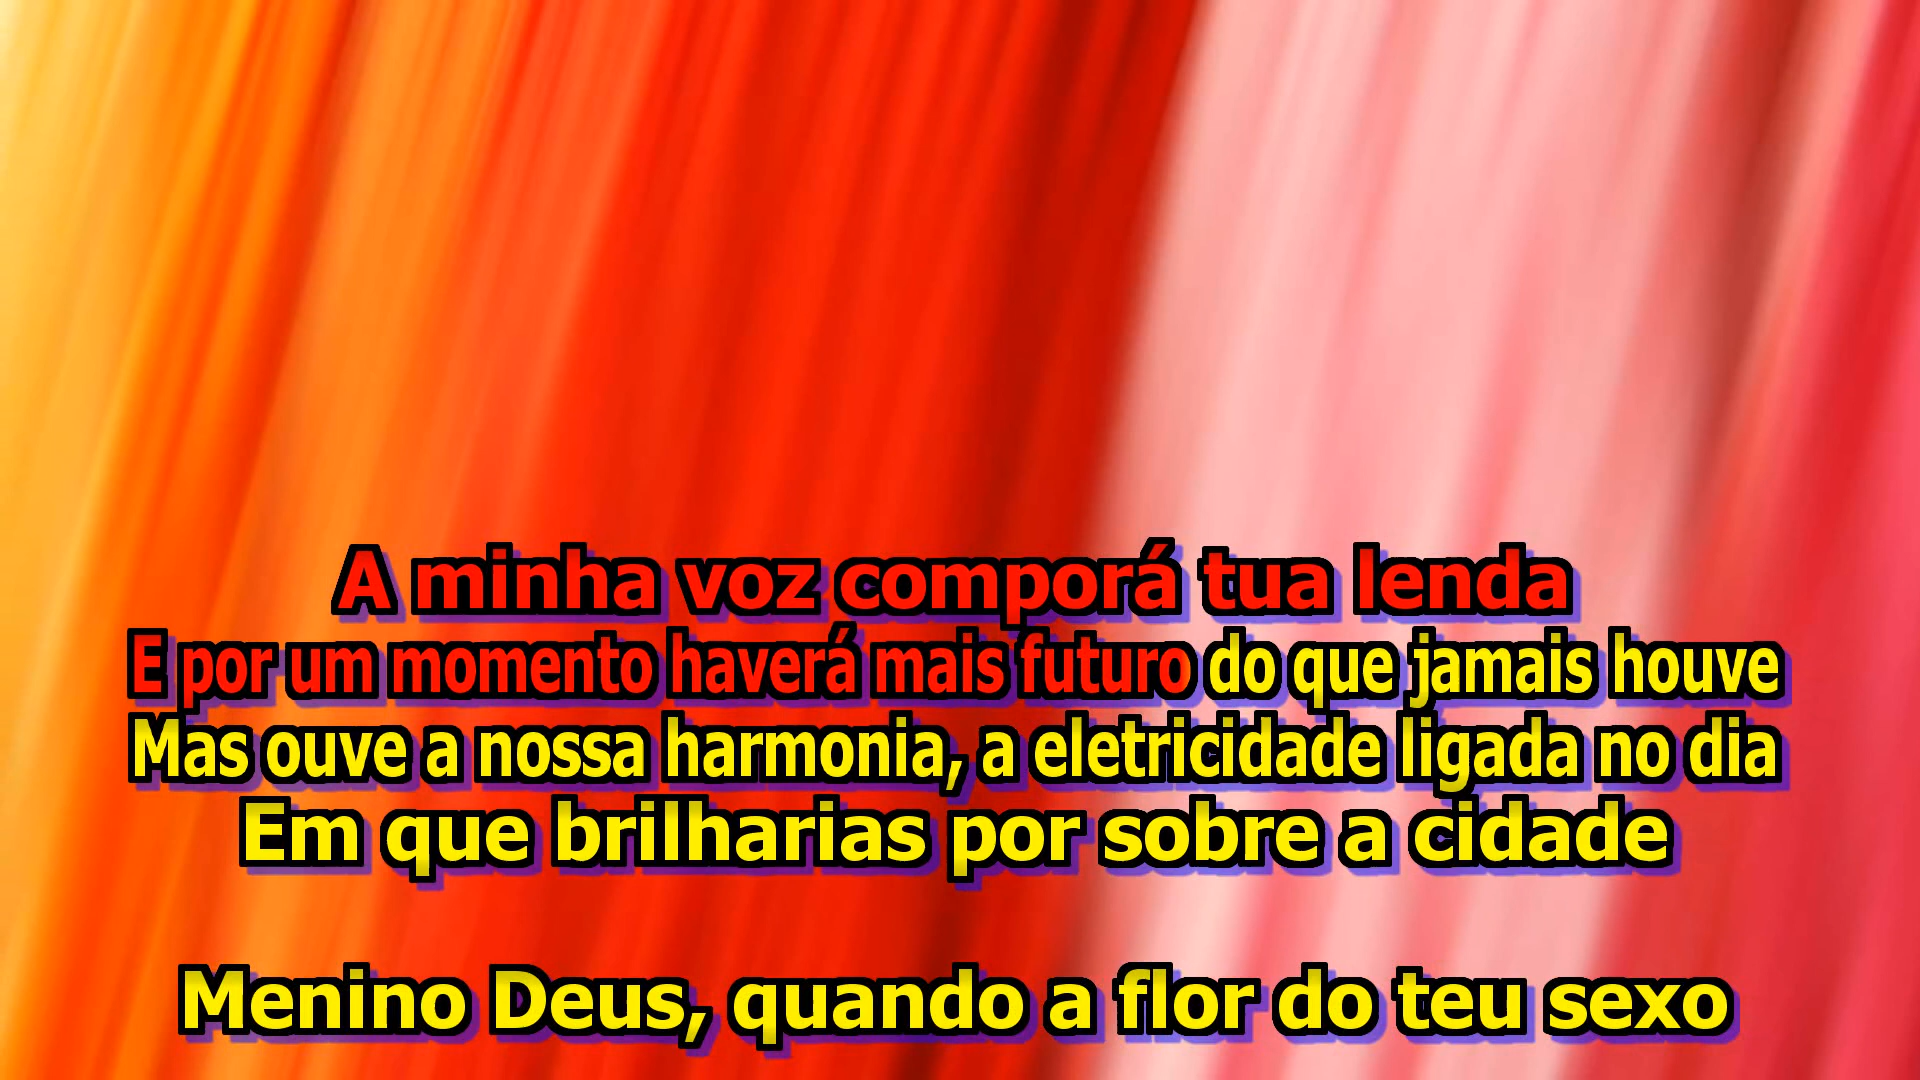 A minha voz comporá tua lenda
E por um momento haverá mais futuro do que jamais houve
Mas ouve a nossa harmonia, a eletricidade ligada no dia
Em que brilharias por sobre a cidade
Menino Deus, quando a flor do teu sexo